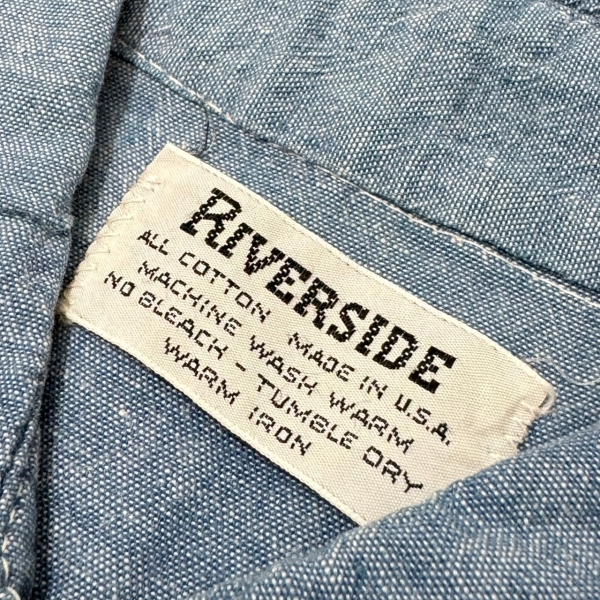 RIVERSIDE
ALL COTTON MADE IN U.S.A.
MACHINE WASH WARM
NO BLEACH - TUMBLE DRY
WARM IRON